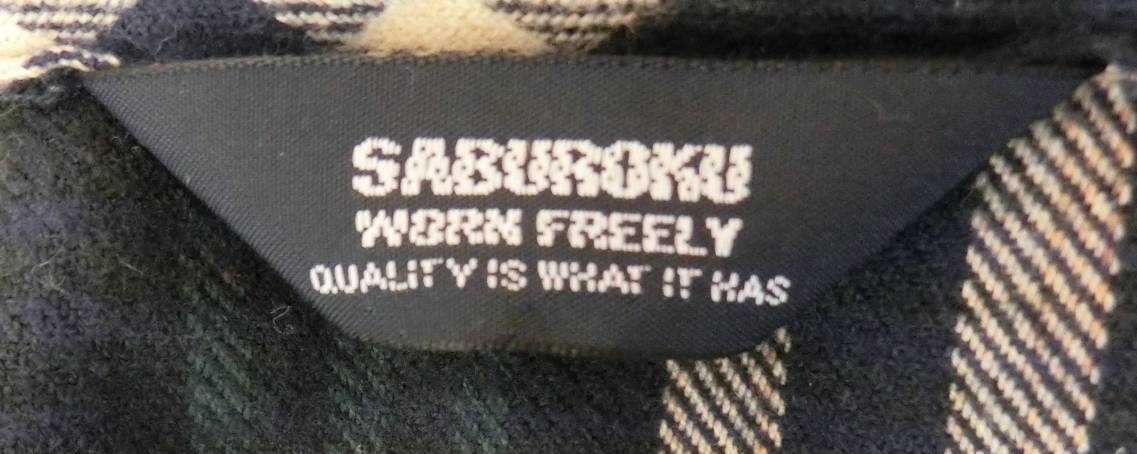 SABUROKU
WORN FREELY
QUALITY IS WHAT IT HAS